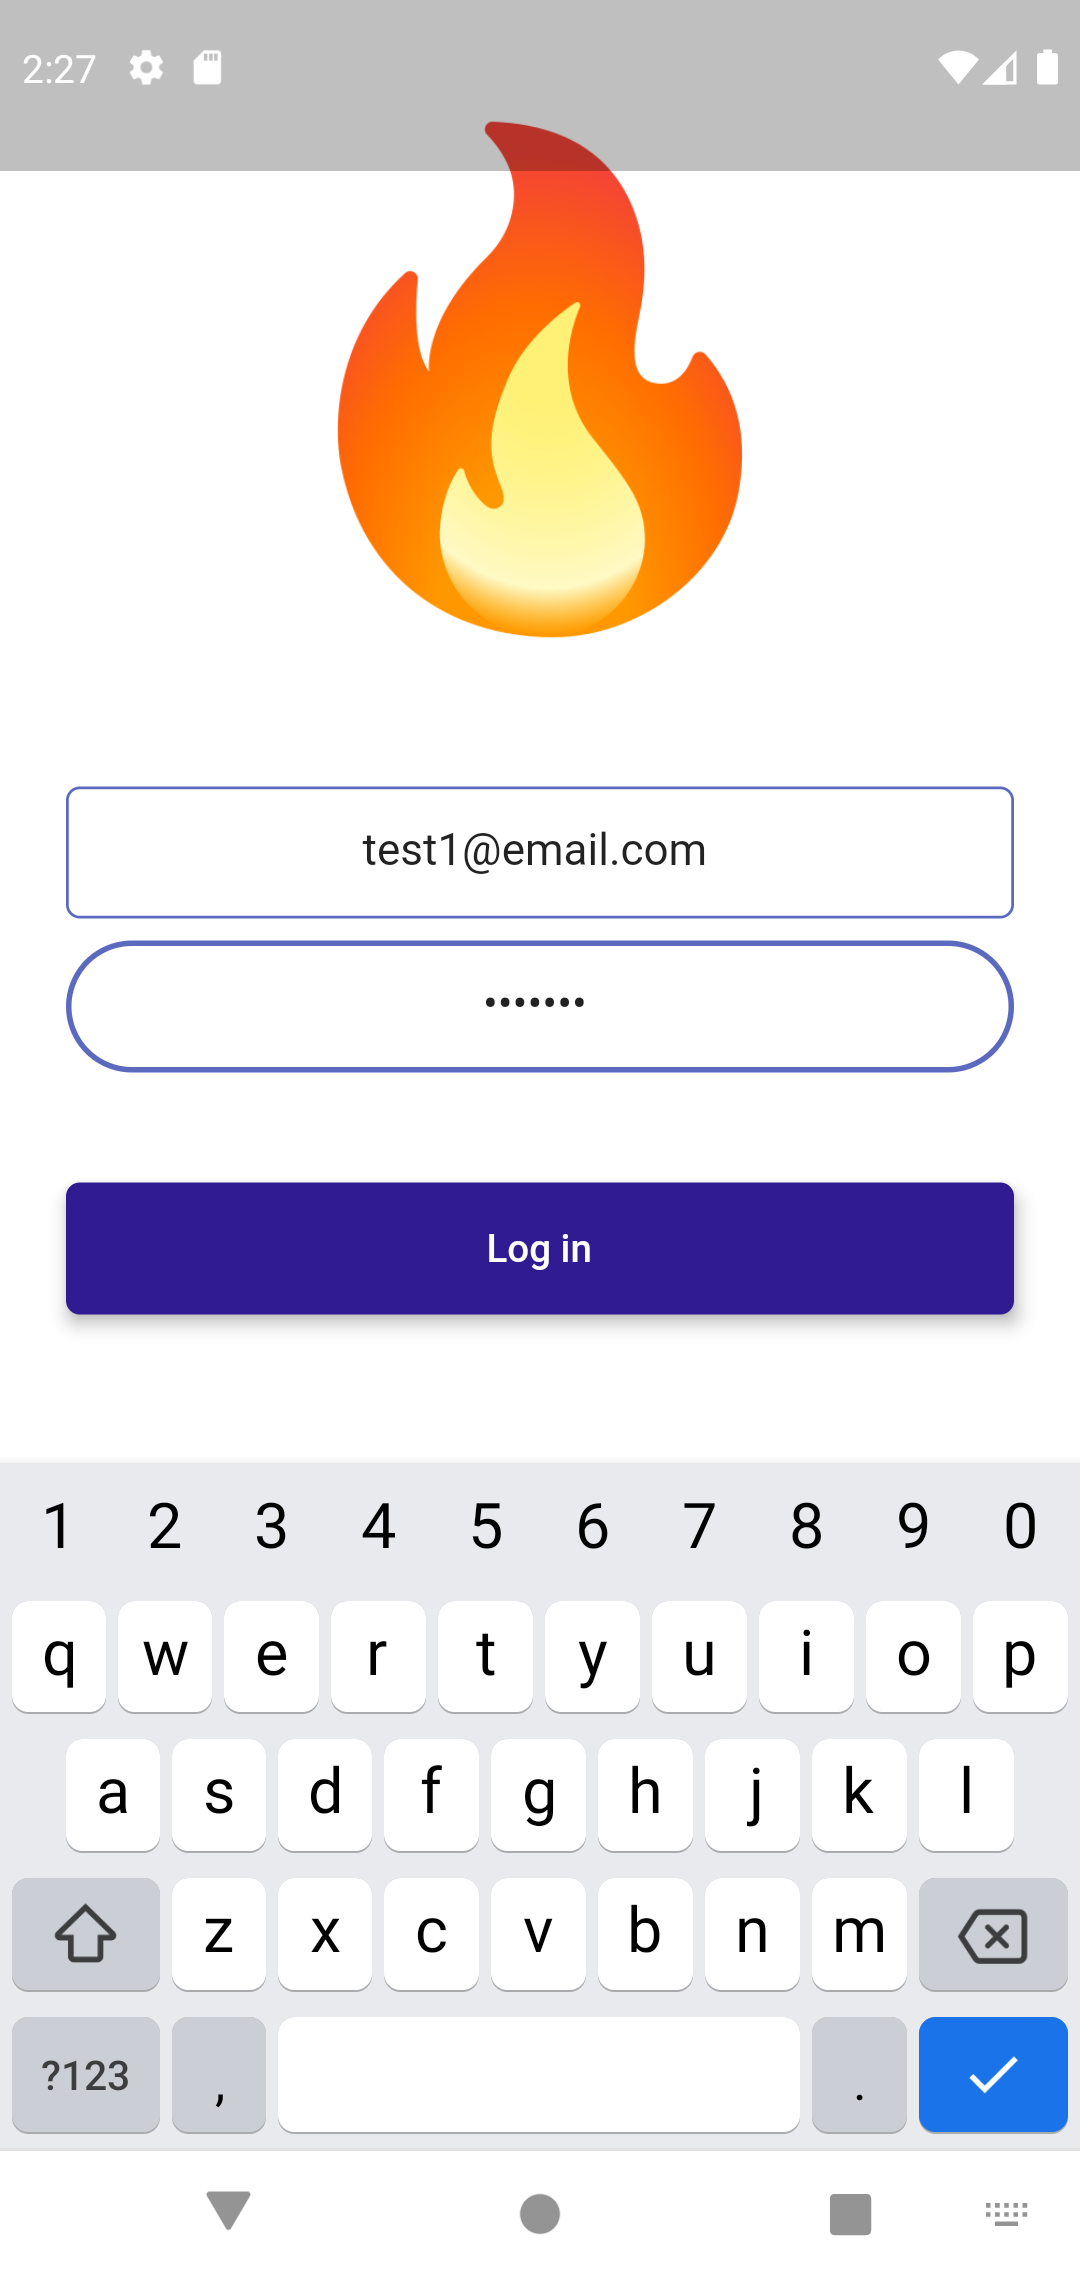 2:27
test1@email.com
•••••••
Log in
1 2 3 4 5 6 7 8 9 0
q w e r t y u i o p
a s d f g h j k l
z x c v b n m
?123 , .